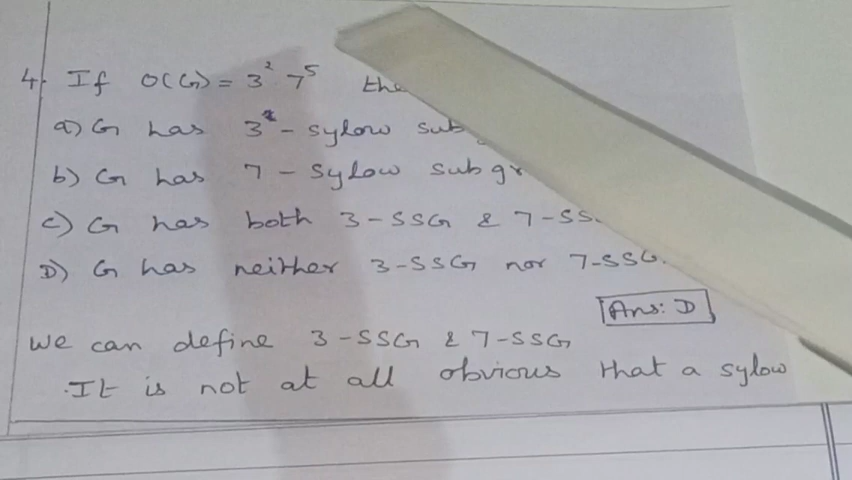 4. If O(G) = 3² 7⁵ the
a) G has 3 - sylow sub
b) G has 7 - sylow subgr
c) G has both 3-SSG & 7-SS
D) G has neither 3-SSG nor 7-SSG
Ans: D
We can define 3-SSG & 7-SSG
.It is not at all obvious that a sylow